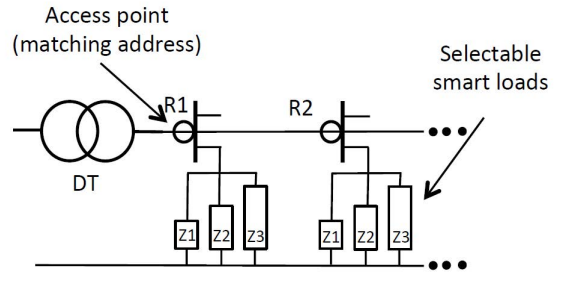 Access point
(matching address)
Selectable
smart loads
R1
R2
DT
Z1 Z2 Z3
Z1 Z2 Z3